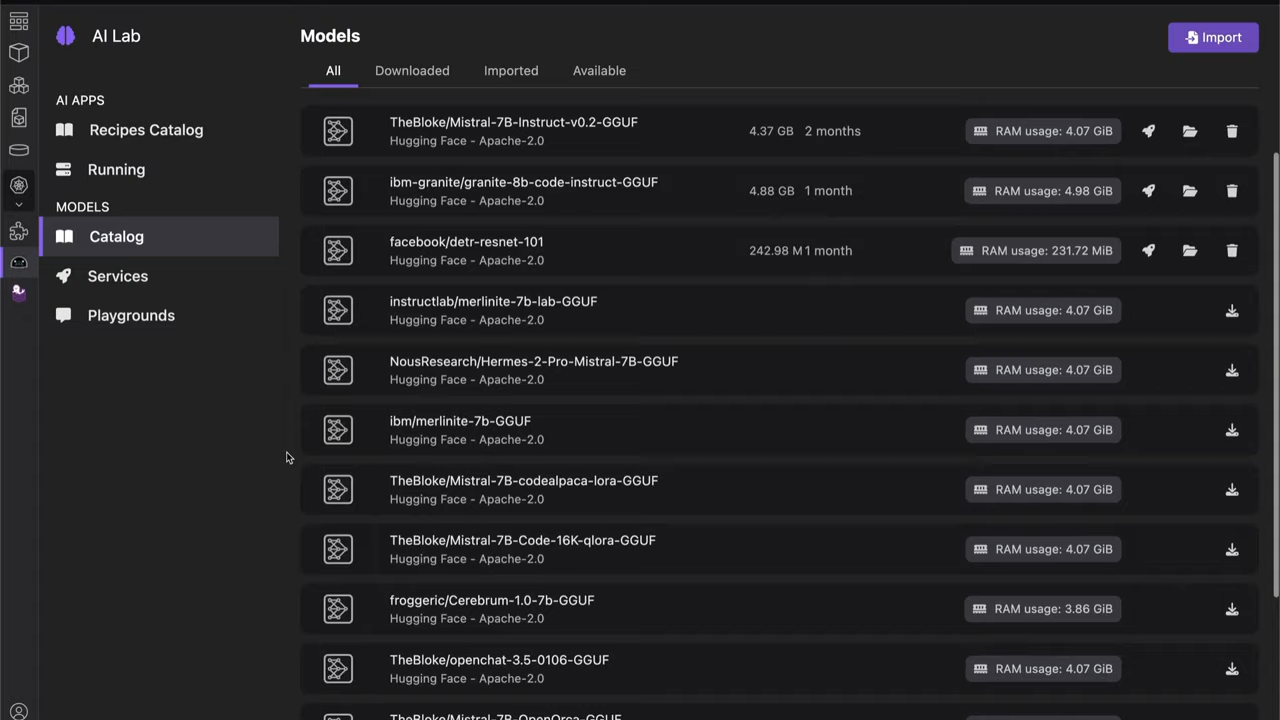 AI Lab
AI APPS
Recipes Catalog
Running
MODELS
Catalog
Services
Playgrounds
Models
Import
All Downloaded Imported Available
TheBloke/Mistral-7B-Instruct-v0.2-GGUF
Hugging Face - Apache-2.0
4.37 GB 2 months RAM usage: 4.07 GiB
ibm-granite/granite-8b-code-instruct-GGUF
Hugging Face - Apache-2.0
4.88 GB 1 month RAM usage: 4.98 GiB
facebook/detr-resnet-101
Hugging Face - Apache-2.0
242.98 M 1 month RAM usage: 231.72 MiB
instructlab/merlinite-7b-lab-GGUF
Hugging Face - Apache-2.0
RAM usage: 4.07 GiB
NousResearch/Hermes-2-Pro-Mistral-7B-GGUF
Hugging Face - Apache-2.0
RAM usage: 4.07 GiB
ibm/merlinite-7b-GGUF
Hugging Face - Apache-2.0
RAM usage: 4.07 GiB
TheBloke/Mistral-7B-codealpaca-lora-GGUF
Hugging Face - Apache-2.0
RAM usage: 4.07 GiB
TheBloke/Mistral-7B-Code-16K-qlora-GGUF
Hugging Face - Apache-2.0
RAM usage: 4.07 GiB
froggeric/Cerebrum-1.0-7b-GGUF
Hugging Face - Apache-2.0
RAM usage: 3.86 GiB
TheBloke/openchat-3.5-0106-GGUF
Hugging Face - Apache-2.0
RAM usage: 4.07 GiB
TheBloke/Mistral-7B-OpenOrca-GGUF